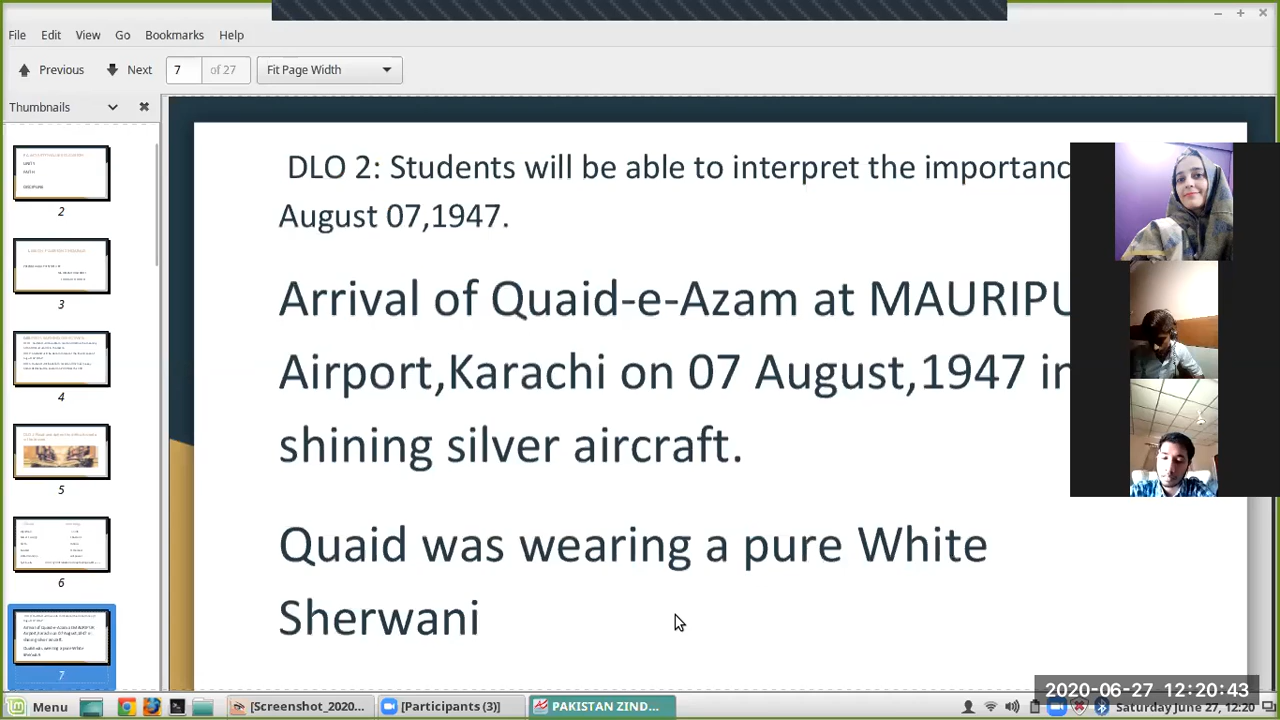 File Edit View Go Bookmarks Help
Previous Next 7 of 27 Fit Page Width
Thumbnails
2
3
4
5
6
7
DLO 2: Students will be able to interpret the importanc
August 07,1947.
Arrival of Quaid-e-Azam at MAURIPU
Airport,Karachi on 07 August,1947 in
shining silver aircraft.
Quaid was wearing a pure White
Sherwani
2020-06-27 12:20:43
Menu [Screenshot_2020... [Participants (3)] PAKISTAN ZIND... Saturday June 27, 12:20